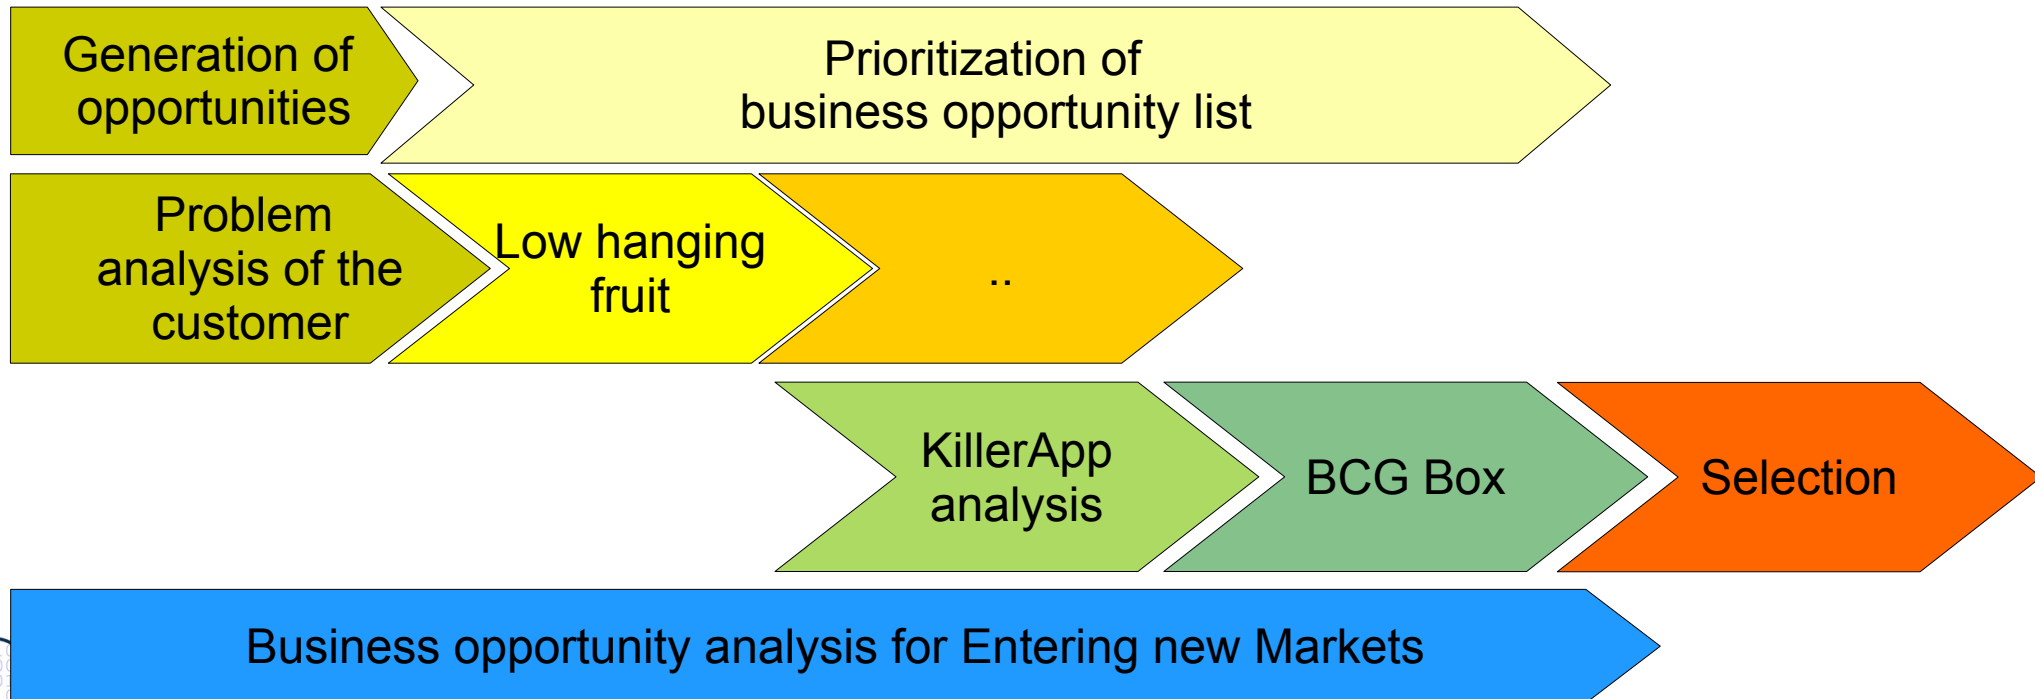 Generation of
opportunities
Prioritization of
business opportunity list
Problem
analysis of the
customer
Low hanging
fruit
..
KillerApp
analysis
BCG Box
Selection
Business opportunity analysis for Entering new Markets